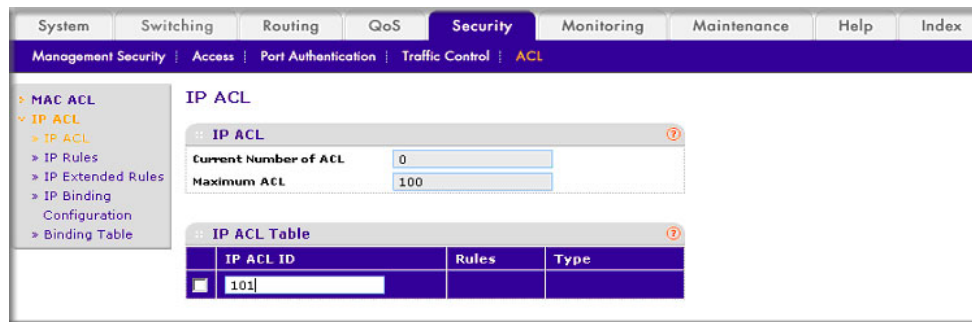 System Switching Routing QoS Security Monitoring Maintenance Help Index
Management Security Access Port Authentication Traffic Control ACL
MAC ACL
IP ACL
» IP ACL
» IP Rules
» IP Extended Rules
» IP Binding
Configuration
» Binding Table
IP ACL
IP ACL
Current Number of ACL 0
Maximum ACL 100
IP ACL Table
IP ACL ID Rules Type
101